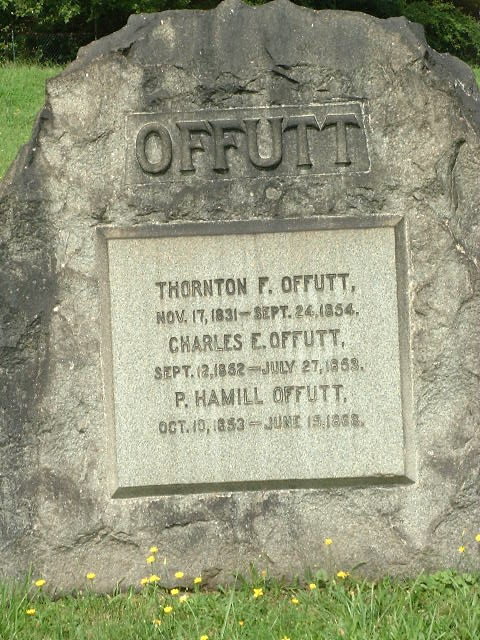 OFFUTT
THORNTON F. OFFUTT,
NOV. 17, 1831—SEPT. 24, 1854.
CHARLES E. OFFUTT,
SEPT. 12, 1852—JULY 27, 1853.
P. HAMILL OFFUTT,
OCT. 10, 1853—JUNE 15, 1868.